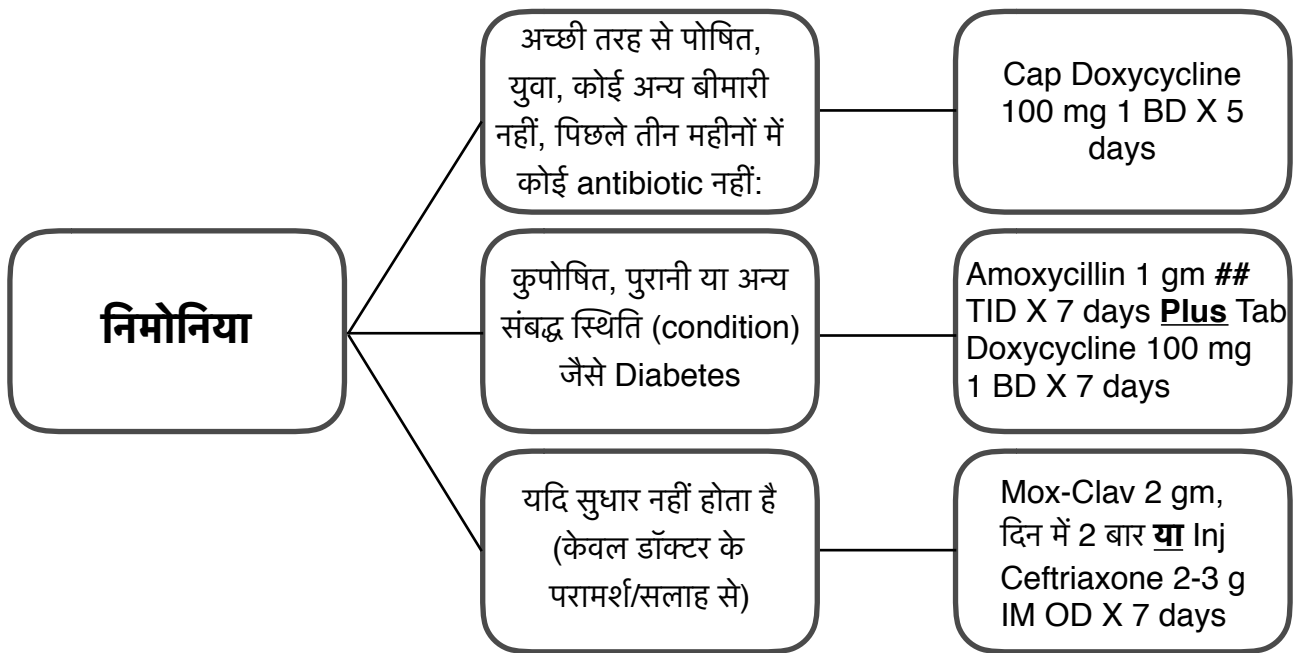 निमोनिया
अच्छी तरह से पोषित,
युवा, कोई अन्य बीमारी
नहीं, पिछले तीन महीनों में
कोई antibiotic नहीं:
Cap Doxycycline
100 mg 1 BD X 5
days
कुपोषित, पुरानी या अन्य
संबद्ध स्थिति (condition)
जैसे Diabetes
Amoxycillin 1 gm ##
TID X 7 days Plus Tab
Doxycycline 100 mg
1 BD X 7 days
यदि सुधार नहीं होता है
(केवल डॉक्टर के
परामर्श/सलाह से)
Mox-Clav 2 gm,
दिन में 2 बार या Inj
Ceftriaxone 2-3 g
IM OD X 7 days